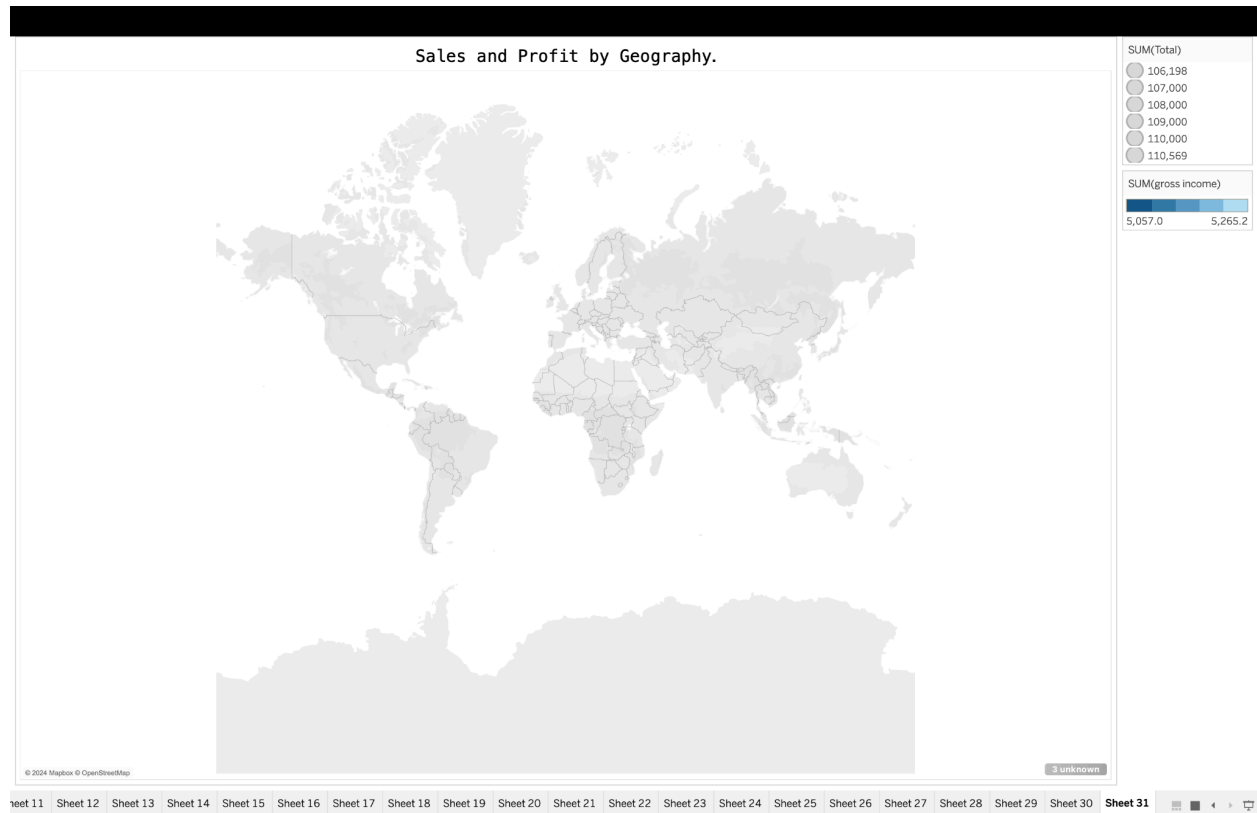 Sales and Profit by Geography.
SUM(Total)
106,198
107,000
108,000
109,000
110,000
110,569
SUM(gross income)
5,057.0 5,265.2
© 2024 Mapbox © OpenStreetMap
3 unknown
heet 11 Sheet 12 Sheet 13 Sheet 14 Sheet 15 Sheet 16 Sheet 17 Sheet 18 Sheet 19 Sheet 20 Sheet 21 Sheet 22 Sheet 23 Sheet 24 Sheet 25 Sheet 26 Sheet 27 Sheet 28 Sheet 29 Sheet 30 Sheet 31